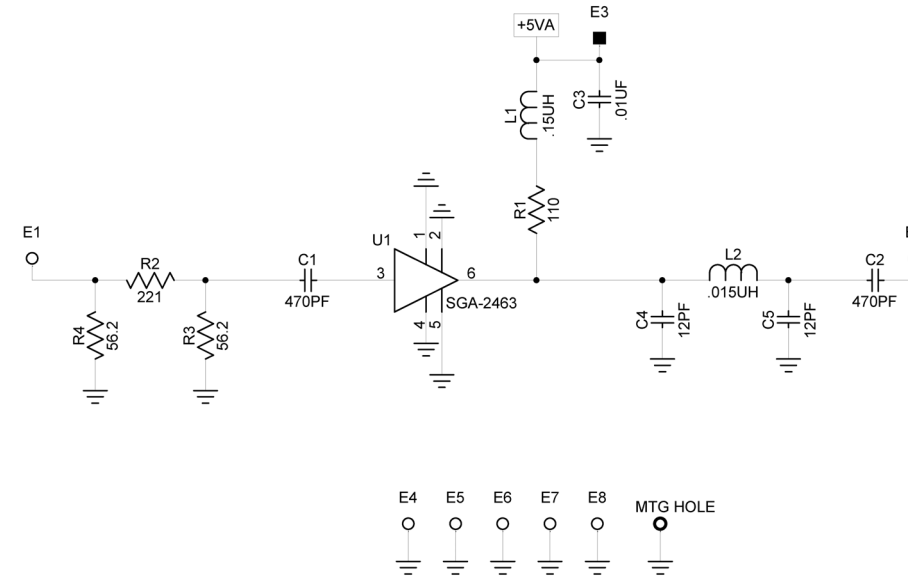 E3
+5VA
L1
.15UH
C3
.01UF
R1
110
E1
R2
221
R4
56.2
R3
56.2
C1
470PF
U1
1
2
3
6
4
5
SGA-2463
L2
.015UH
C4
12PF
C5
12PF
C2
470PF
E4 E5 E6 E7 E8 MTG HOLE